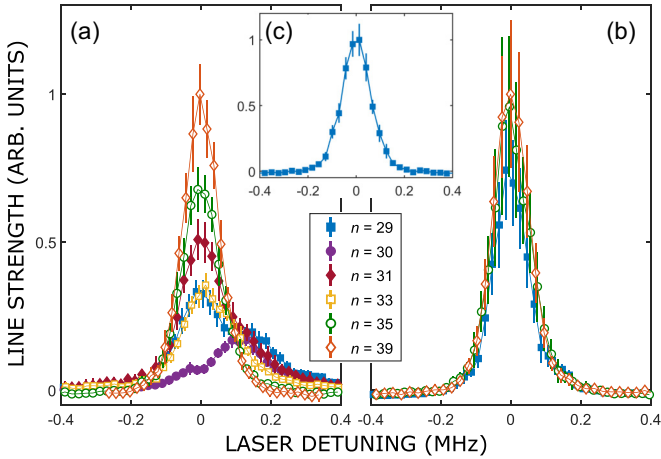 (a)
(c)
(b)
LINE STRENGTH (ARB. UNITS)
1
0.5
0
1
0.5
0
-0.4 -0.2 0 0.2 0.4
n = 29
n = 30
n = 31
n = 33
n = 35
n = 39
-0.4 -0.2 0 0.2 0.4
-0.2 0 0.2 0.4
LASER DETUNING (MHz)